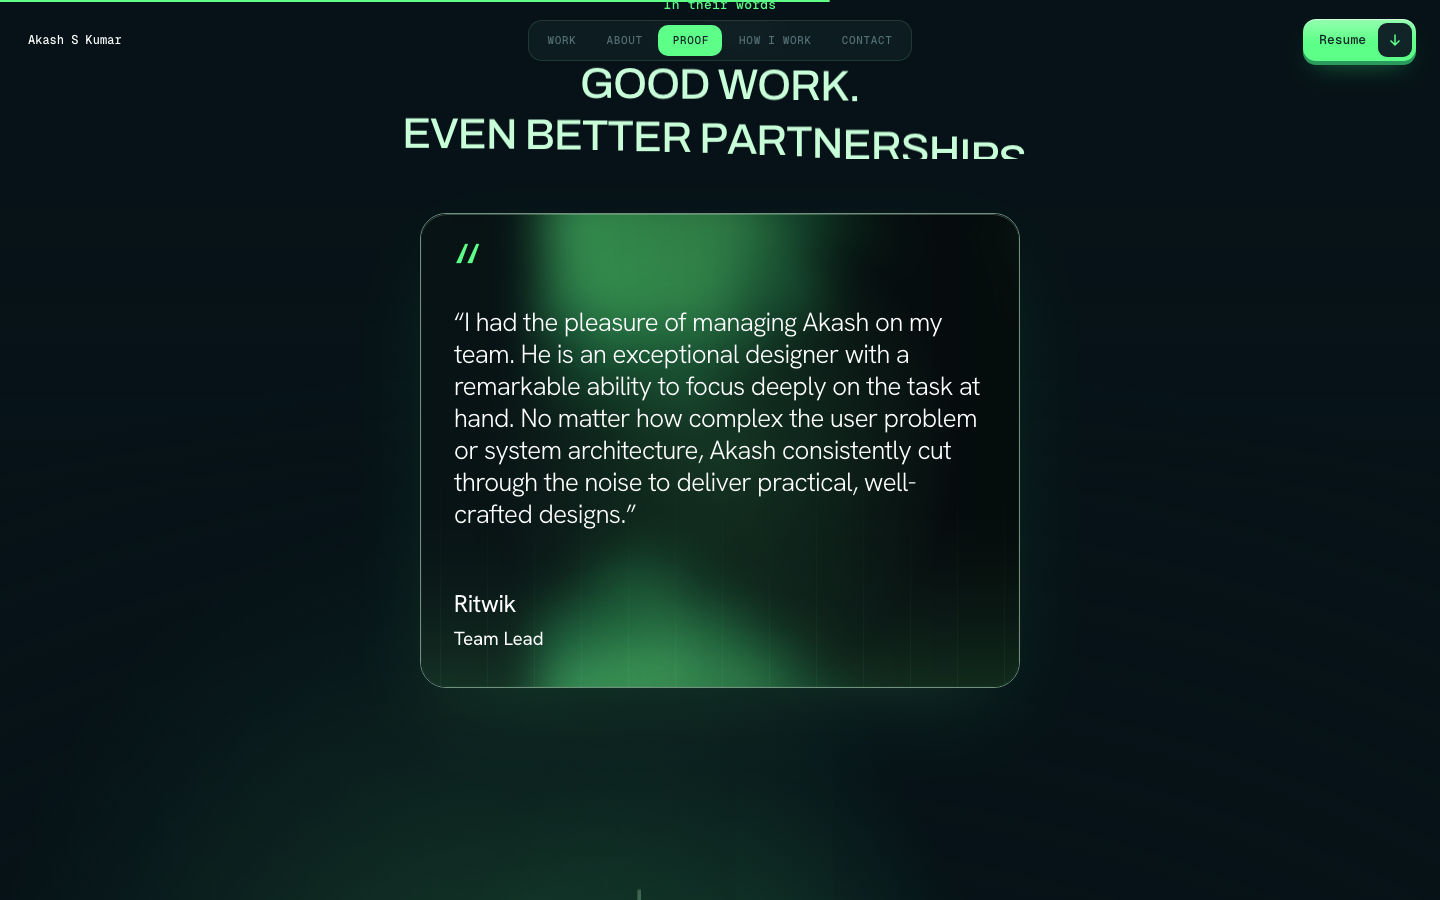 In their words
Akash S Kumar
WORK ABOUT PROOF HOW I WORK CONTACT
Resume
GOOD WORK.
EVEN BETTER PARTNERSHIPS
“I had the pleasure of managing Akash on my
team. He is an exceptional designer with a
remarkable ability to focus deeply on the task at
hand. No matter how complex the user problem
or system architecture, Akash consistently cut
through the noise to deliver practical, well-
crafted designs.”
Ritwik
Team Lead